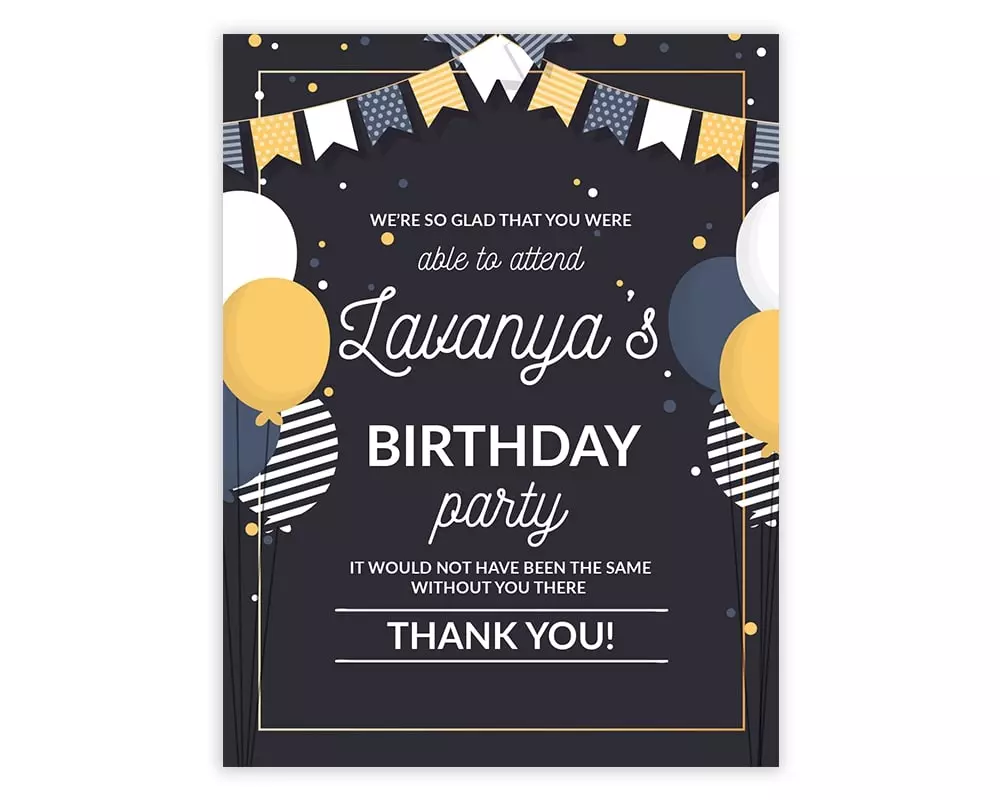 WE'RE SO GLAD THAT YOU WERE
able to attend
Lavanya's
BIRTHDAY
party
IT WOULD NOT HAVE BEEN THE SAME
WITHOUT YOU THERE
THANK YOU!